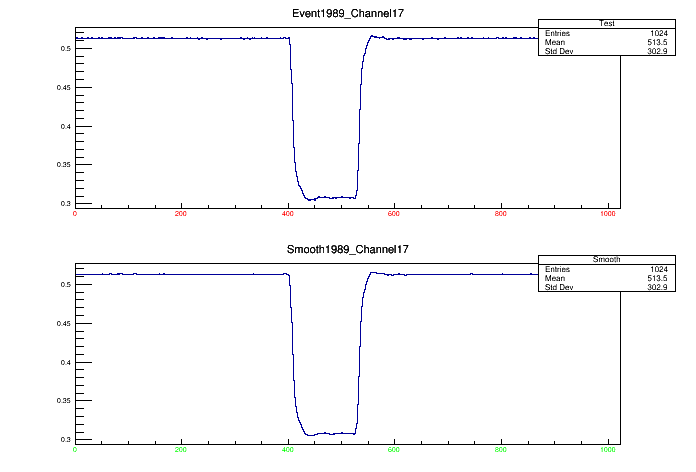 Event1989_Channel17
Test
Entries 1024
Mean 513.5
Std Dev 302.9
0.5
0.45
0.4
0.35
0.3
0 200 400 600 800 1000
Smooth1989_Channel17
Smooth
Entries 1024
Mean 513.5
Std Dev 302.9
0.5
0.45
0.4
0.35
0.3
0 200 400 600 800 1000